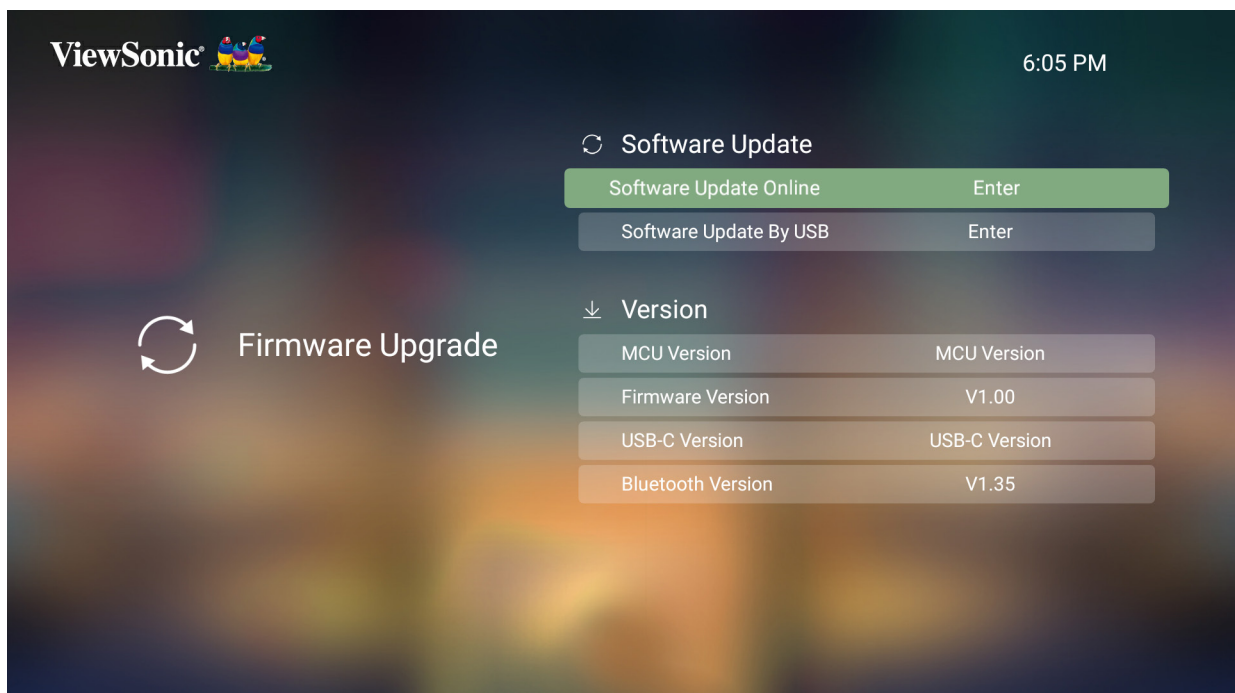 ViewSonic®
6:05 PM
Software Update
Software Update Online Enter
Software Update By USB Enter
Firmware Upgrade
Version
MCU Version MCU Version
Firmware Version V1.00
USB-C Version USB-C Version
Bluetooth Version V1.35